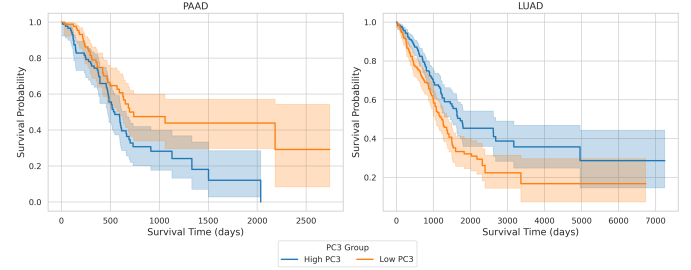 PAAD
LUAD
Survival Probability
1.0
0.8
0.6
0.4
0.2
0.0
0
500
1000
1500
2000
2500
Survival Time (days)
Survival Probability
1.0
0.8
0.6
0.4
0.2
0
1000
2000
3000
4000
5000
6000
7000
Survival Time (days)
PC3 Group
High PC3
Low PC3